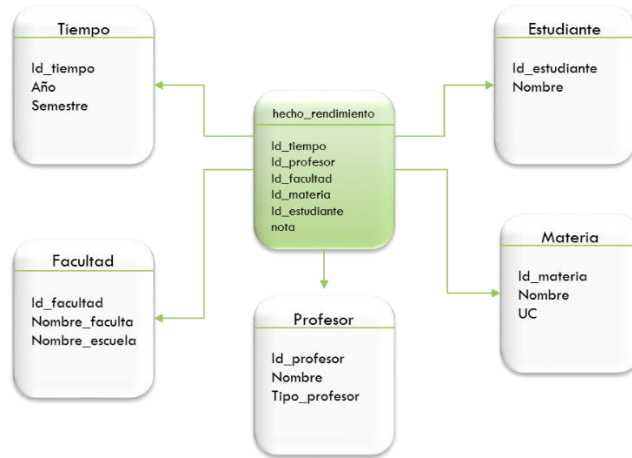 Tiempo
Id_tiempo
Año
Semestre
Estudiante
Id_estudiante
Nombre
hecho_rendimiento
Id_tiempo
Id_profesor
Id_facultad
Id_materia
Id_estudiante
nota
Facultad
Id_facultad
Nombre_faculta
Nombre_escuela
Profesor
Id_profesor
Nombre
Tipo_profesor
Materia
Id_materia
Nombre
UC